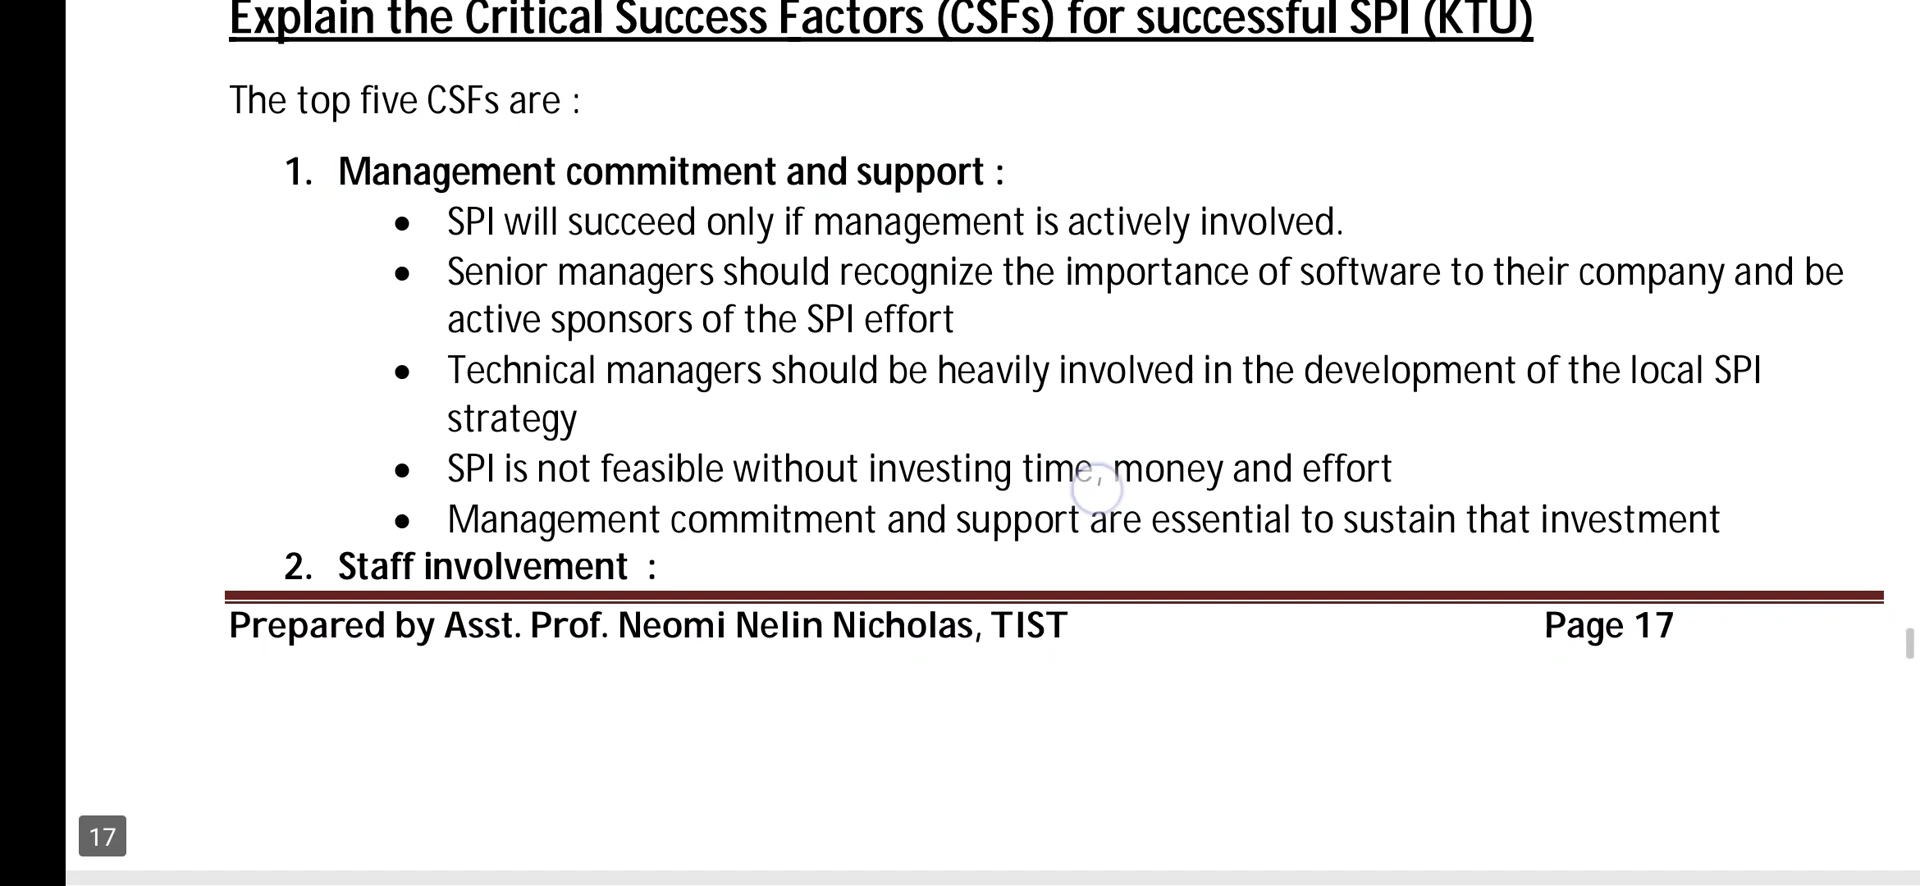 Explain the Critical Success Factors (CSFs) for successful SPI (KTU)
The top five CSFs are :
1. Management commitment and support :
• SPI will succeed only if management is actively involved.
• Senior managers should recognize the importance of software to their company and be
active sponsors of the SPI effort
• Technical managers should be heavily involved in the development of the local SPI
strategy
• SPI is not feasible without investing time, money and effort
• Management commitment and support are essential to sustain that investment
2. Staff involvement :
Prepared by Asst. Prof. Neomi Nelin Nicholas, TIST Page 17
17